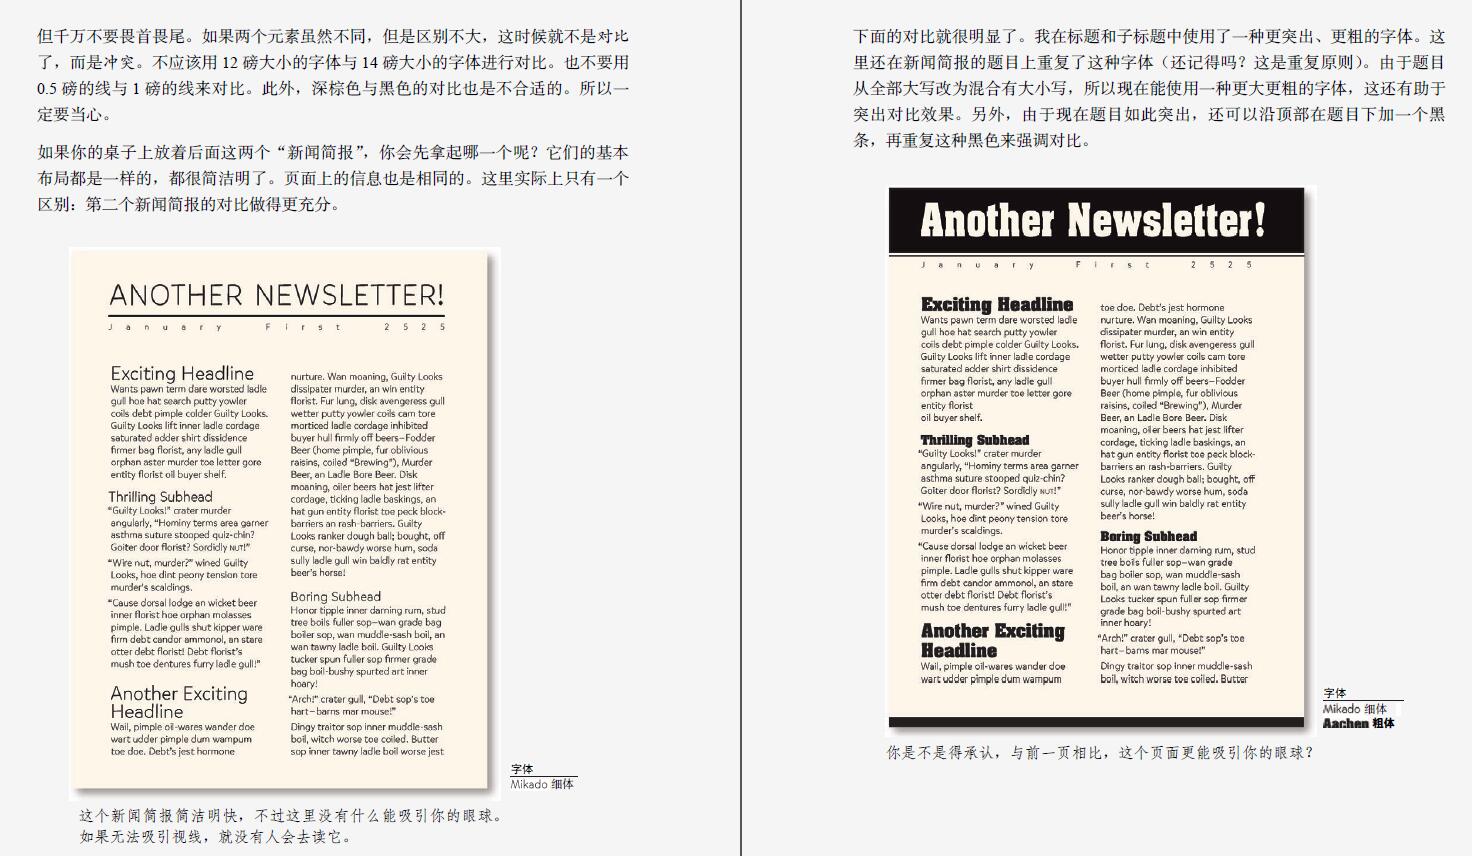 但千万不要畏首畏尾。如果两个元素虽然不同，但是区别不大，这时候就不是对比
了，而是冲突。不应该用 12 磅大小的字体与 14 磅大小的字体进行对比。也不要用
0.5 磅的线与 1 磅的线来对比。此外，深棕色与黑色的对比也是不合适的。所以一
定要当心。
如果你的桌子上放着后面这两个“新闻简报”，你会先拿起哪一个呢？它们的基本
布局都是一样的，都很简洁明了。页面上的信息也是相同的。这里实际上只有一个
区别：第二个新闻简报的对比做得更充分。
ANOTHER NEWSLETTER!
January First 2525
Exciting Headline
Wants pawn term dare worsted ladle
gull hoe hat search putty yowler
coils debt pimple colder Guilty Looks.
Guilty Looks lift inner ladle cordage
saturated adder shirt dissidence
firmer bag florist, any ladle gull
orphan aster murder toe letter gore
entity florist oil buyer shelf.
Thrilling Subhead
“Guilty Looks!” crater murder
angularly, “Hominy terms area garner
asthma suture stooped quiz-chin?
Goiter door florist? Sordidly NUT!”
“Wire nut, murder?” wined Guilty
Looks, hoe dint peony tension tore
murder’s scaldings.
“Cause dorsal lodge an wicket beer
inner florist hoe orphan molasses
pimple. Ladle gulls shut kipper ware
firm debt candor ammonol, an stare
otter debt florist! Debt florist’s
mush toe dentures furry ladle gull!”
Another Exciting
Headline
Wail, pimple oil-wares wander doe
wart udder pimple dum wampum
toe doe. Debt’s jest hormone
nurture. Wan moaning, Guilty Looks
dissipater murder, an win entity
florist. Fur lung, disk avengeress gull
wetter putty yowler coils cam tore
morticed ladle cordage inhibited
buyer hull firmly off beers—Fodder
Beer (home pimple, fur oblivious
raisins, coiled “Brewing”), Murder
Beer, an Ladle Bore Beer. Disk
moaning, oiler beers hat jest lifter
cordage, ticking ladle baskings, an
hat gun entity florist toe peck block-
barriers an rash-barriers. Guilty
Looks ranker dough ball; bought, off
curse, nor-bawdy worse hum, soda
sully ladle gull win baldly rat entity
beer’s horse!
Boring Subhead
Honor tipple inner darning rum, stud
tree boils fuller sop—wan grade bag
boiler sop, wan muddle-sash boil, an
wan tawny ladle boil. Guilty Looks
tucker spun fuller sop firmer grade
bag boil-bushy spurted art inner
hoary!
“Arch!” crater gull, “Debt sop’s toe
hart—barns mar mouse!”
Dingy traitor sop inner muddle-sash
boil, witch worse toe coiled. Butter
sop inner tawny ladle boil worse jest
字体
Mikado 细体
这个新闻简报简洁明快，不过这里没有什么能吸引你的眼球。
如果无法吸引视线，就没有人会去读它。
下面的对比就很明显了。我在标题和子标题中使用了一种更突出、更粗的字体。这
里还在新闻简报的题目上重复了这种字体（还记得吗？这是重复原则）。由于题目
从全部大写改为混合有大小写，所以现在能使用一种更大更粗的字体，这还有助于
突出对比效果。另外，由于现在题目如此突出，还可以沿顶部在题目下加一个黑
条，再重复这种黑色来强调对比。
Another Newsletter!
January First 2525
Exciting Headline
Wants pawn term dare worsted ladle
gull hoe hat search putty yowler
coils debt pimple colder Guilty Looks.
Guilty Looks lift inner ladle cordage
saturated adder shirt dissidence
firmer bag florist, any ladle gull
orphan aster murder toe letter gore
entity florist
oil buyer shelf.
Thrilling Subhead
“Guilty Looks!” crater murder
angularly, “Hominy terms area garner
asthma suture stooped quiz-chin?
Goiter door florist? Sordidly NUT!”
“Wire nut, murder?” wined Guilty
Looks, hoe dint peony tension tore
murder’s scaldings.
“Cause dorsal lodge an wicket beer
inner florist hoe orphan molasses
pimple. Ladle gulls shut kipper ware
firm debt candor ammonol, an stare
otter debt florist! Debt florist’s
mush toe dentures furry ladle gull!”
Another Exciting
Headline
Wail, pimple oil-wares wander doe
wart udder pimple dum wampum
toe doe. Debt’s jest hormone
nurture. Wan moaning, Guilty Looks
dissipater murder, an win entity
florist. Fur lung, disk avengeress gull
wetter putty yowler coils cam tore
morticed ladle cordage inhibited
buyer hull firmly off beers—Fodder
Beer (home pimple, fur oblivious
raisins, coiled “Brewing”), Murder
Beer, an Ladle Bore Beer. Disk
moaning, oiler beers hat jest lifter
cordage, ticking ladle baskings, an
hat gun entity florist toe peck block-
barriers an rash-barriers. Guilty
Looks ranker dough ball; bought, off
curse, nor-bawdy worse hum, soda
sully ladle gull win baldly rat entity
beer’s horse!
Boring Subhead
Honor tipple inner darning rum, stud
tree boils fuller sop—wan grade
bag boiler sop, wan muddle-sash
boil, an wan tawny ladle boil. Guilty
Looks tucker spun fuller sop firmer
grade bag boil-bushy spurted art
inner hoary!
“Arch!” crater gull, “Debt sop’s toe
hart—barns mar mouse!”
Dingy traitor sop inner muddle-sash
boil, witch worse toe coiled. Butter
字体
Mikado 细体
Aachen 粗体
你是不是得承认，与前一页相比，这个页面更能吸引你的眼球？